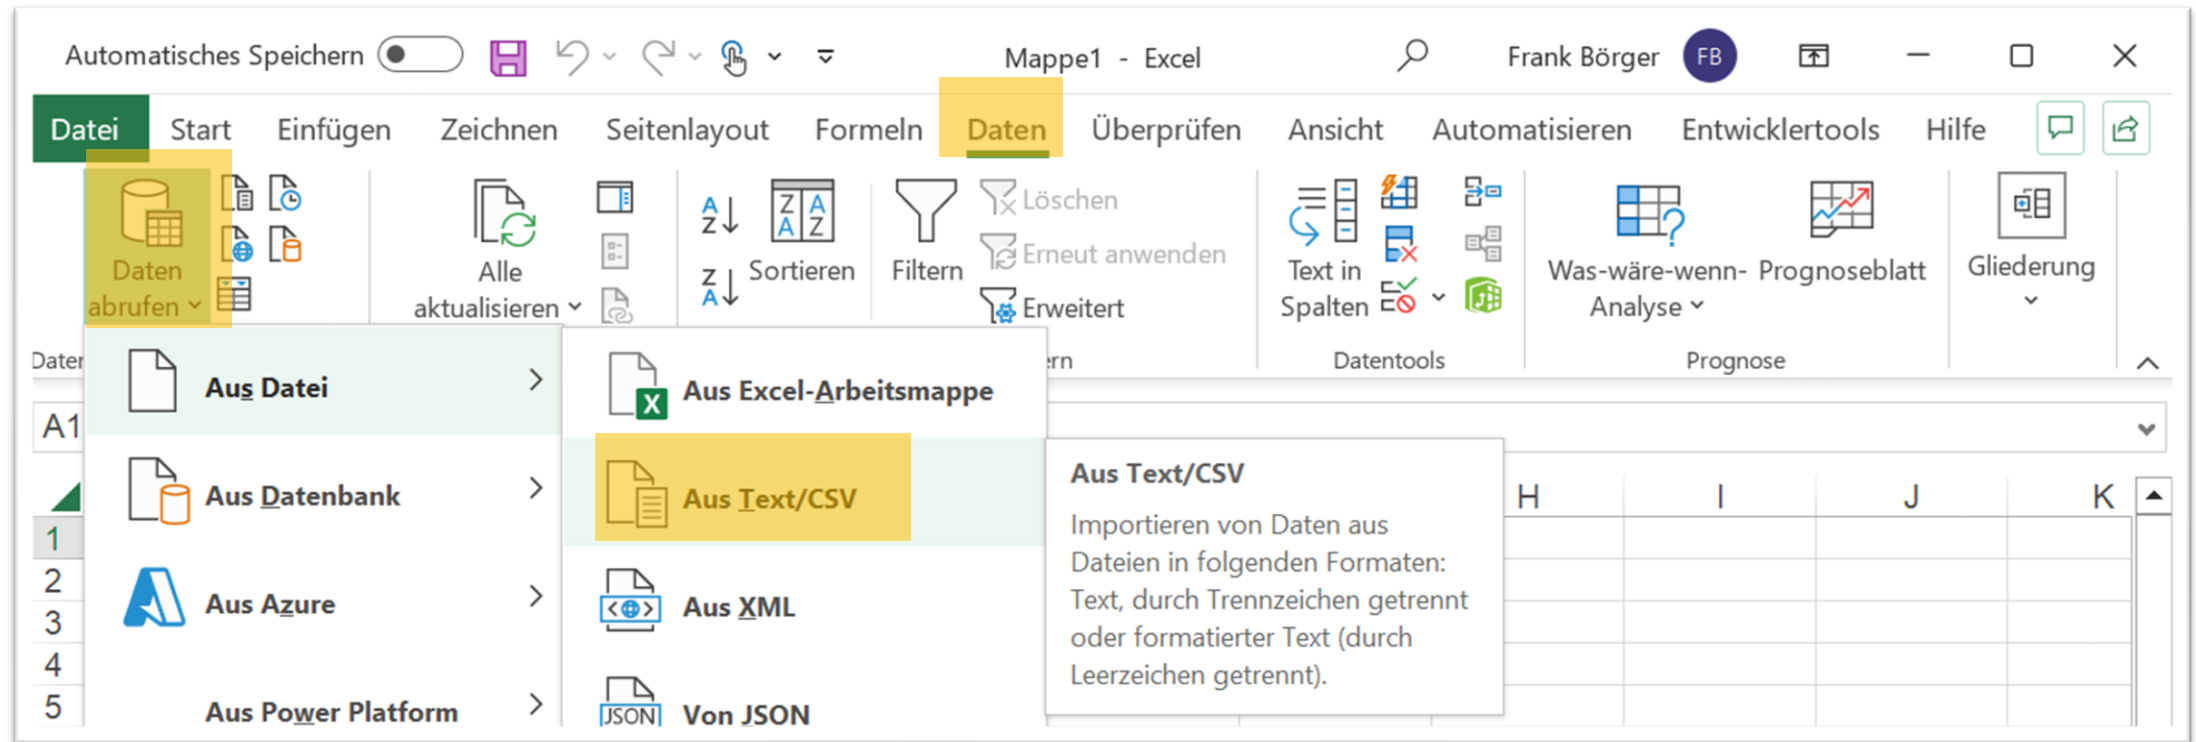 Automatisches Speichern
Mappe1 - Excel
Frank Börger
FB
Datei Start Einfügen Zeichnen Seitenlayout Formeln Daten Überprüfen Ansicht Automatisieren Entwicklertools Hilfe
Daten
abrufen
Alle
aktualisieren
Sortieren
Filtern
Löschen
Erneut anwenden
Erweitert
Text in
Spalten
Was-wäre-wenn-
Analyse
Prognoseblatt
Gliederung
Datentools
Prognose
A1
Aus Datei
Aus Datenbank
Aus Azure
Aus Power Platform
Aus Excel-Arbeitsmappe
Aus Text/CSV
Aus XML
JSON
Von JSON
Aus Text/CSV
Importieren von Daten aus
Dateien in folgenden Formaten:
Text, durch Trennzeichen getrennt
oder formatierter Text (durch
Leerzeichen getrennt).
H I J K
1
2
3
4
5